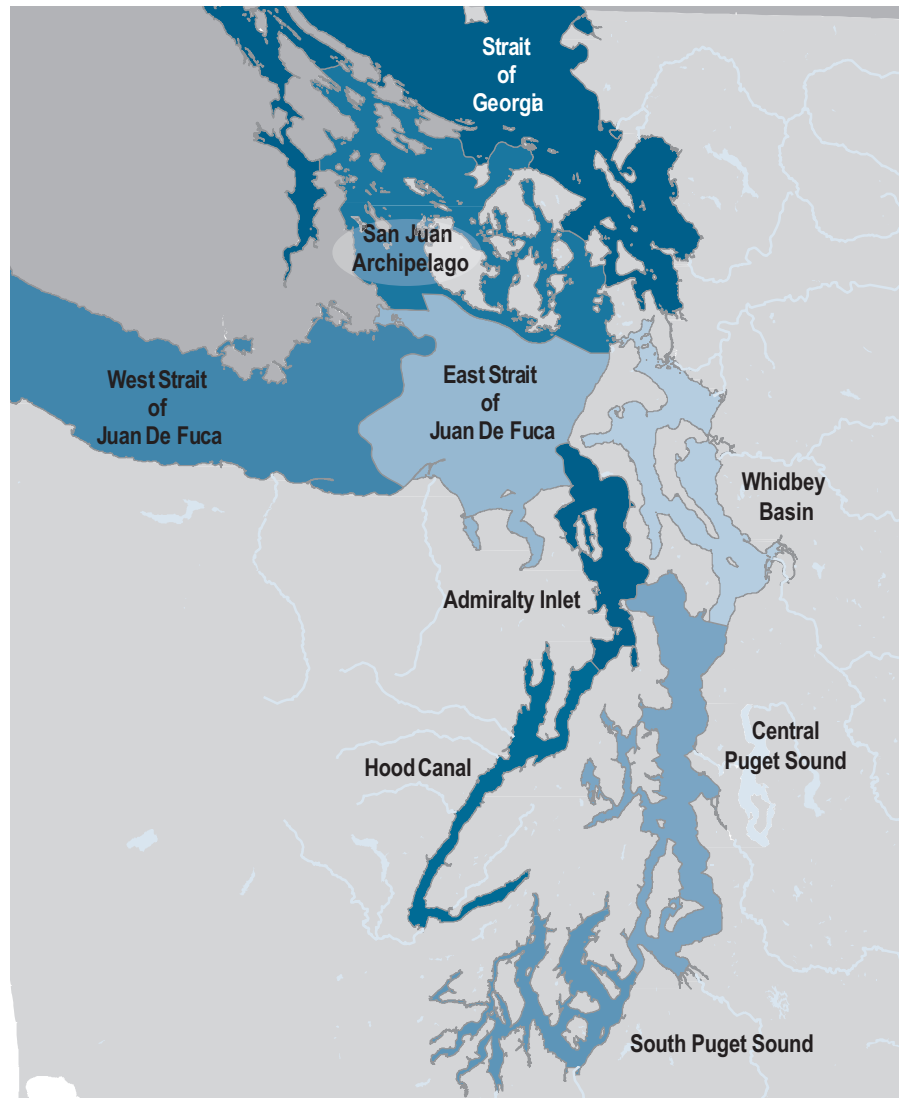 Strait
of
Georgia
San Juan
Archipelago
West Strait
of
Juan De Fuca
East Strait
of
Juan De Fuca
Whidbey
Basin
Admiralty Inlet
Central
Puget Sound
Hood Canal
South Puget Sound